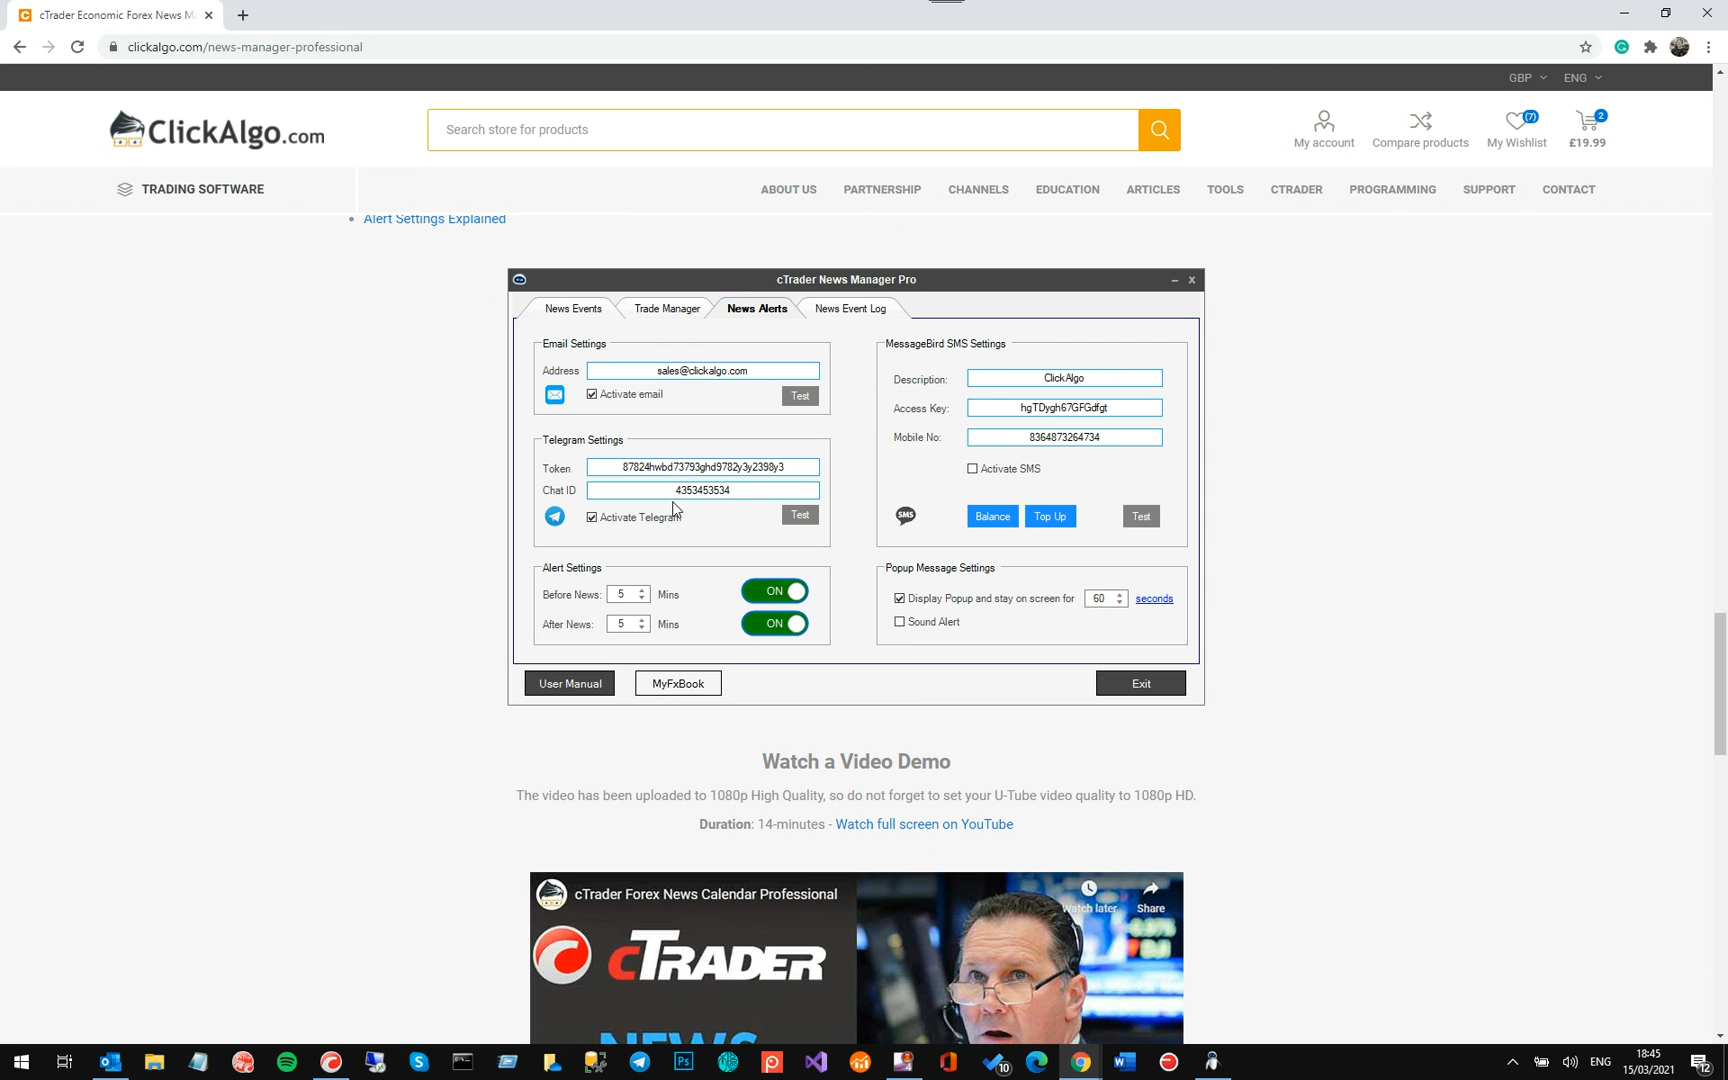 cTrader Economic Forex News M
clickalgo.com/news-manager-professional
GBP ENG
ClickAlgo.com
Search store for products
My account
Compare products
(7)
My Wishlist
2
£19.99
TRADING SOFTWARE
ABOUT US PARTNERSHIP CHANNELS EDUCATION ARTICLES TOOLS CTRADER PROGRAMMING SUPPORT CONTACT
Alert Settings Explained
cTrader News Manager Pro
News Events Trade Manager News Alerts News Event Log
Email Settings
Address sales@clickalgo.com
Activate email Test
Telegram Settings
Token 87824hwbd73793ghd9782y3y2398y3
Chat ID 4353453534
Activate Telegram Test
Alert Settings
Before News: 5 Mins ON
After News: 5 Mins ON
MessageBird SMS Settings
Description: ClickAlgo
Access Key: hgTDygh67GFGdfgt
Mobile No: 8364873264734
Activate SMS
SMS Balance Top Up Test
Popup Message Settings
Display Popup and stay on screen for 60 seconds
Sound Alert
User Manual MyFxBook Exit
Watch a Video Demo
The video has been uploaded to 1080p High Quality, so do not forget to set your U-Tube video quality to 1080p HD.
Duration: 14-minutes - Watch full screen on YouTube
cTrader Forex News Calendar Professional
Watch later
Share
cTRADER
NEWS
10
ENG
18:45
15/03/2021
12